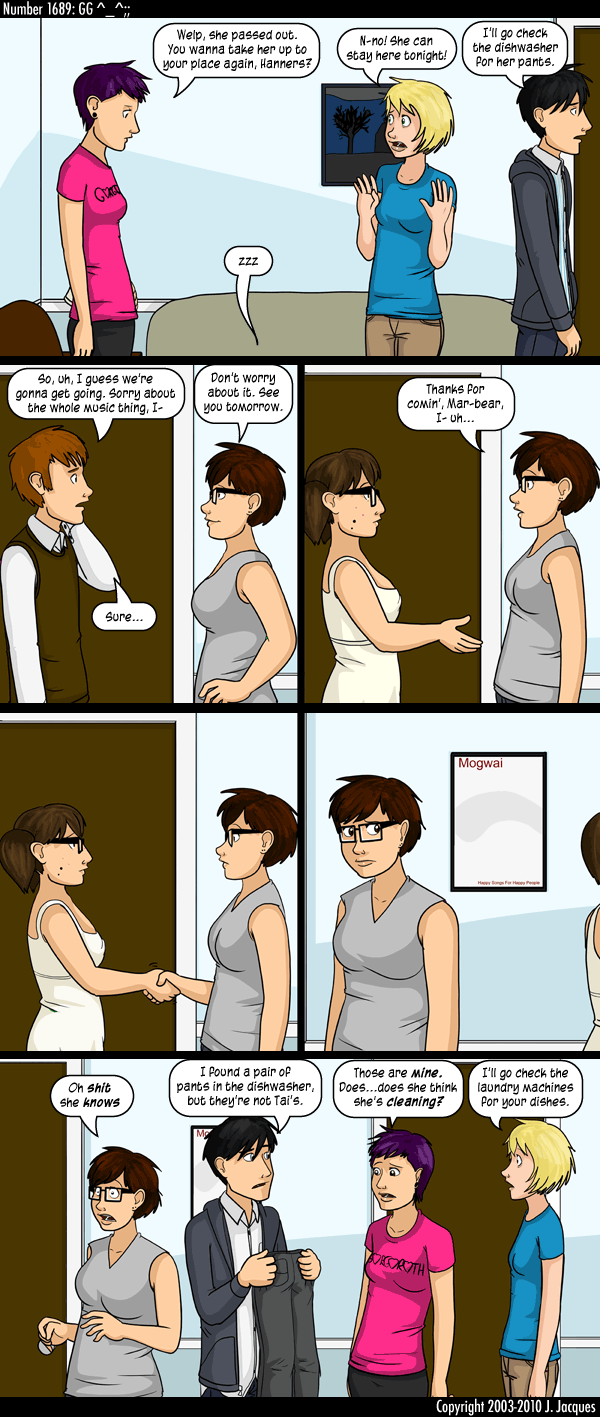 Number 1689: GG ^_^;;
Welp, she passed out.
You wanna take her up to
your place again, Hanners?
N-no! She can
stay here tonight!
I'll go check
the dishwasher
for her pants.
zzz
So, uh, I guess we're
gonna get going. Sorry about
the whole music thing, I-
Don't worry
about it. See
you tomorrow.
Sure...
Thanks for
comin', Mar-bear,
I- uh...
Mogwai
Happy Songs For Happy People
Oh shit
she knows
I found a pair of
pants in the dishwasher,
but they're not Tai's.
Those are mine.
Does...does she think
she's cleaning?
I'll go check the
laundry machines
for your dishes.
Copyright 2003-2010 J. Jacques